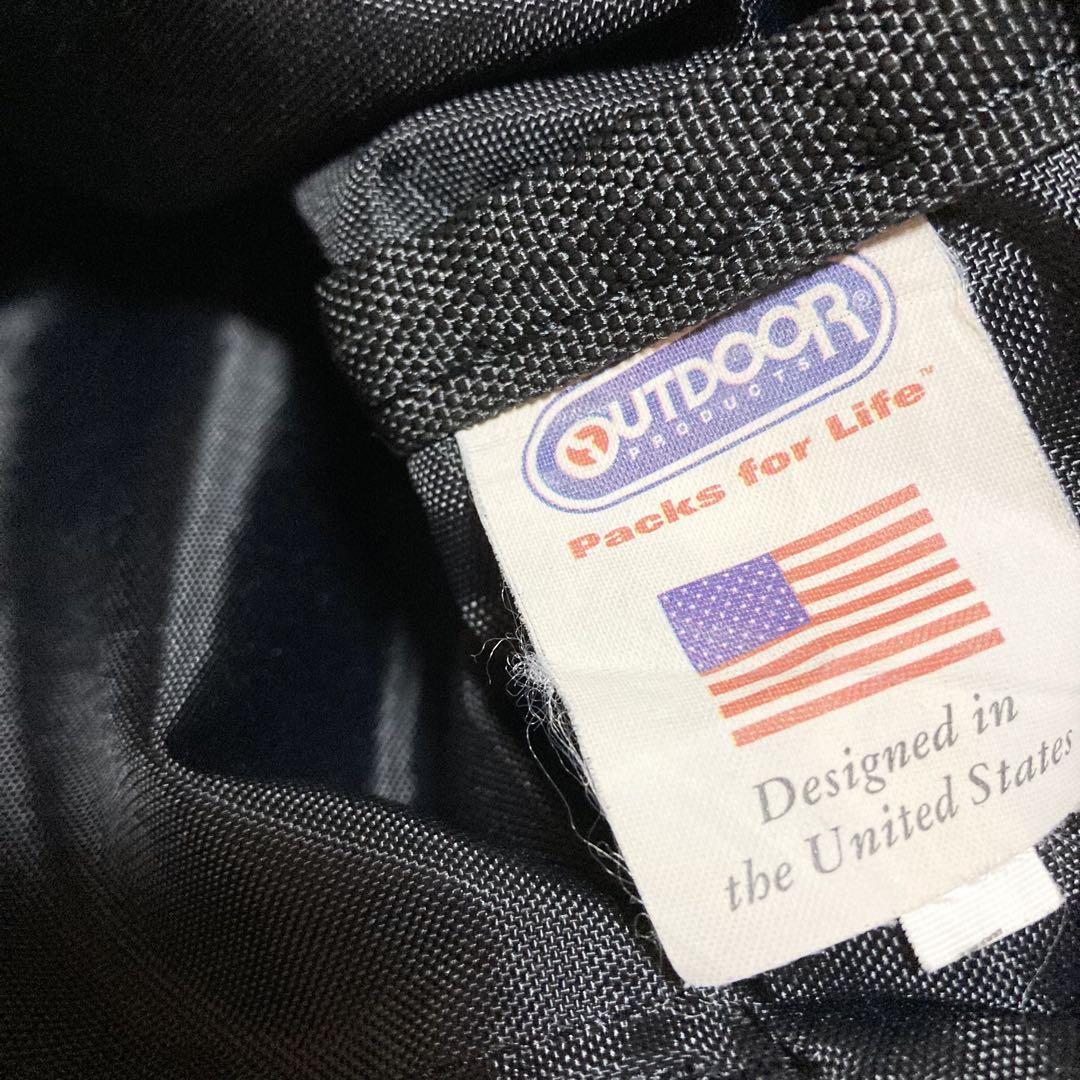 OUTDOOR®
PRODUCTS
Packs for Life™
Designed in
the United States